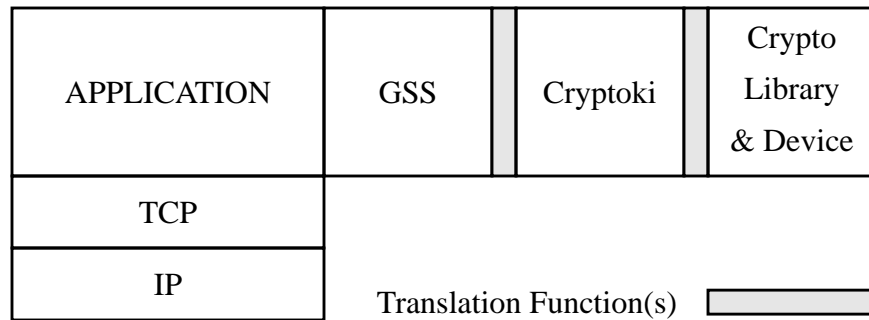 APPLICATION
GSS
Cryptoki
Crypto
Library
& Device
TCP
IP
Translation Function(s)